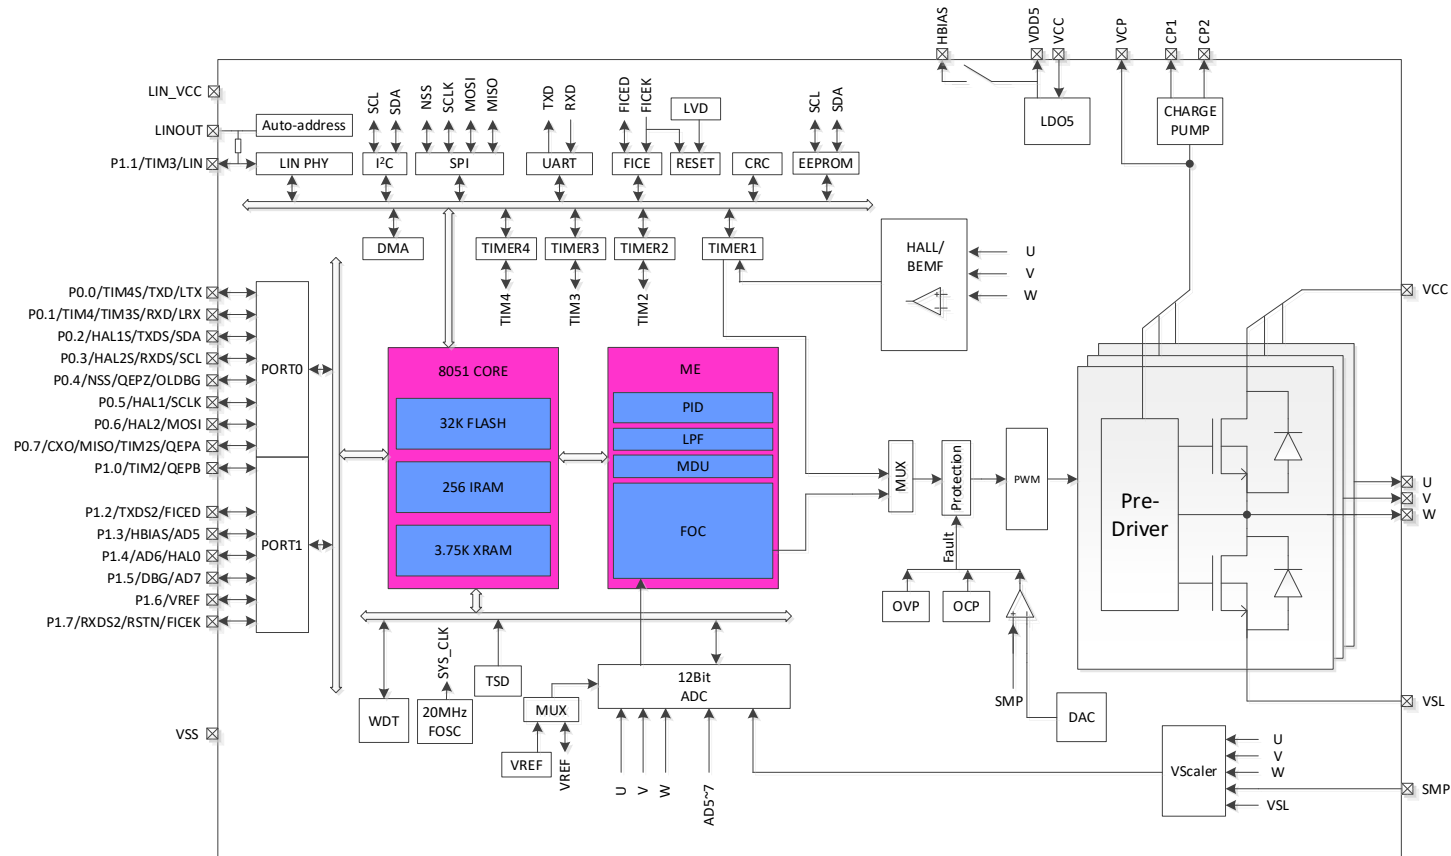 HBIAS
VDD5
VCC
VCP
CP1
CP2
LIN_VCC
LINOUT
P1.1/TIM3/LIN
Auto-address
LIN PHY
SCL
SDA
I²C
NSS
SCLK
MOSI
MISO
SPI
TXD
RXD
UART
FICED
FICEK
FICE
LVD
RESET
CRC
SCL
SDA
EEPROM
LDO5
CHARGE
PUMP
DMA
TIMER4
TIMER3
TIMER2
TIMER1
TIM4
TIM3
TIM2
HALL/
BEMF
U
V
W
VCC
P0.0/TIM4S/TXD/LTX
P0.1/TIM4/TIM3S/RXD/LRX
P0.2/HAL1S/TXDS/SDA
P0.3/HAL2S/RXDS/SCL
P0.4/NSS/QEPZ/OLDBG
P0.5/HAL1/SCLK
P0.6/HAL2/MOSI
P0.7/CXO/MISO/TIM2S/QEPA
P1.0/TIM2/QEPB
P1.2/TXDS2/FICED
P1.3/HBIAS/AD5
P1.4/AD6/HAL0
P1.5/DBG/AD7
P1.6/VREF
P1.7/RXDS2/RSTN/FICEK
VSS
PORT0
PORT1
8051 CORE
32K FLASH
256 IRAM
3.75K XRAM
ME
PID
LPF
MDU
FOC
MUX
Protection
PWM
Fault
OVP
OCP
SMP
DAC
Pre-
Driver
U
V
W
VSL
WDT
SYS_CLK
20MHz
FOSC
TSD
MUX
VREF
VREF
12Bit
ADC
U
V
W
AD5~7
VScaler
U
V
W
VSL
SMP